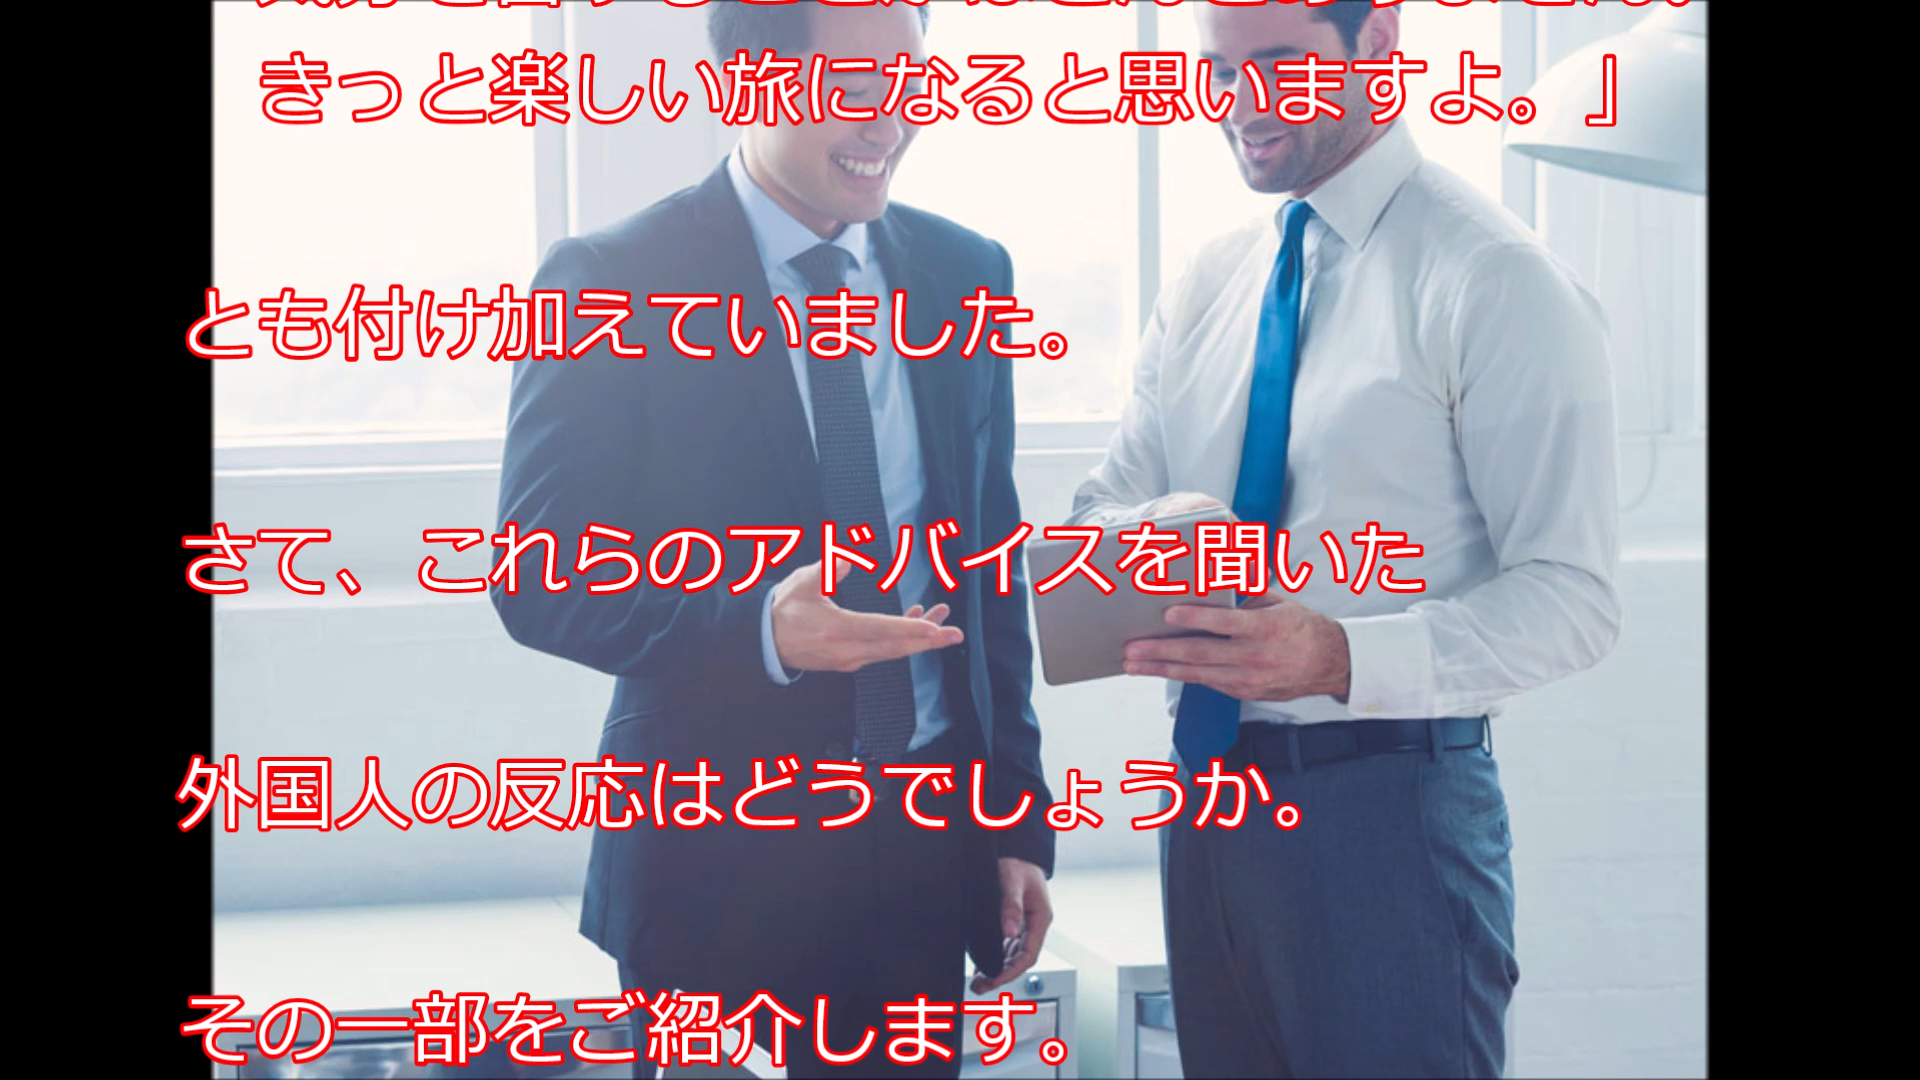 きっと楽しい旅になると思いますよ。」
とも付け加えていました。
さて、これらのアドバイスを聞いた
外国人の反応はどうでしょうか。
その一部をご紹介します。